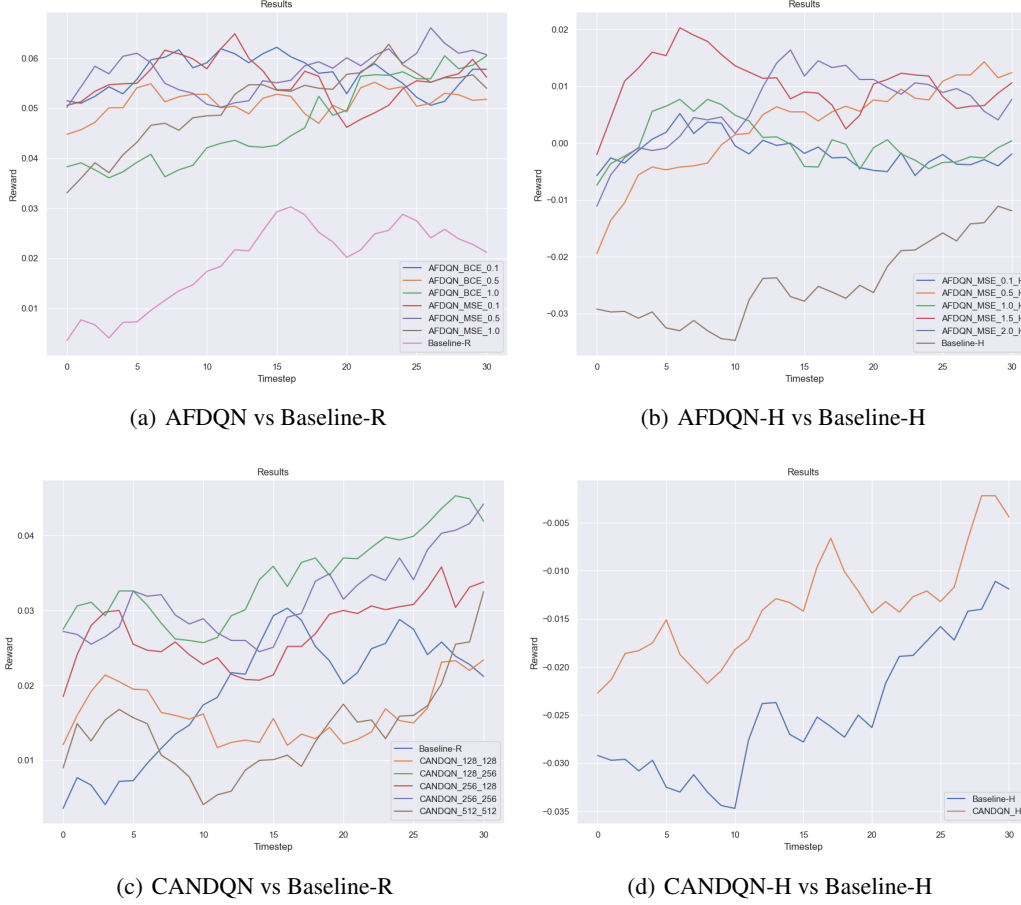 Results
Reward
0.06
0.05
0.04
0.03
0.02
0.01
AFDQN_BCE_0.1
AFDQN_BCE_0.5
AFDQN_BCE_1.0
AFDQN_MSE_0.1
AFDQN_MSE_0.5
AFDQN_MSE_1.0
Baseline-R
0 5 10 15 20 25 30
Timestep
(a) AFDQN vs Baseline-R
Results
Reward
0.02
0.01
0.00
−0.01
−0.02
−0.03
AFDQN_MSE_0.1_H
AFDQN_MSE_0.5_H
AFDQN_MSE_1.0_H
AFDQN_MSE_1.5_H
AFDQN_MSE_2.0_H
Baseline-H
0 5 10 15 20 25 30
Timestep
(b) AFDQN-H vs Baseline-H
Results
Reward
0.04
0.03
0.02
0.01
Baseline-R
CANDQN_128_128
CANDQN_128_256
CANDQN_256_128
CANDQN_256_256
CANDQN_512_512
0 5 10 15 20 25 30
Timestep
(c) CANDQN vs Baseline-R
Results
Reward
−0.005
−0.010
−0.015
−0.020
−0.025
−0.030
−0.035
Baseline-H
CANDQN_H
0 5 10 15 20 25 30
Timestep
(d) CANDQN-H vs Baseline-H